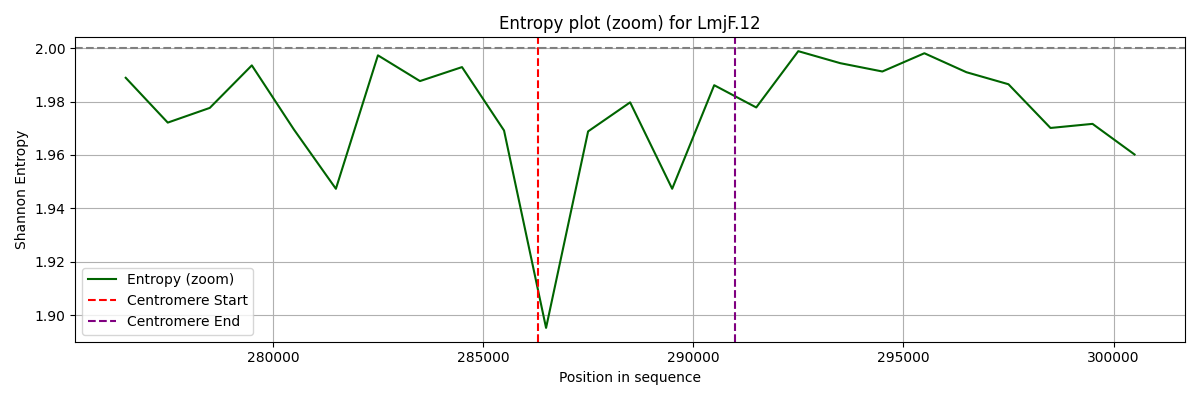 Entropy plot (zoom) for LmjF.12
Shannon Entropy
2.00
1.98
1.96
1.94
1.92
1.90
Entropy (zoom)
Centromere Start
Centromere End
280000 285000 290000 295000 300000
Position in sequence